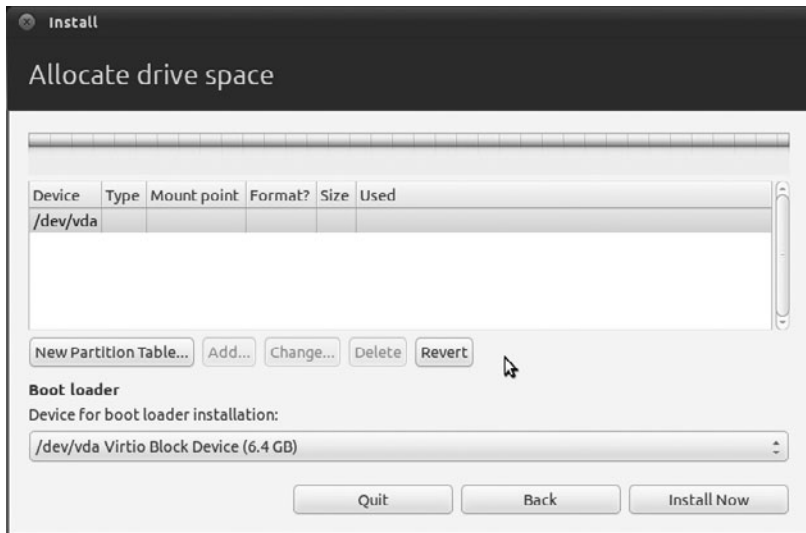 Install
Allocate drive space
Device Type Mount point Format? Size Used
/dev/vda
New Partition Table... Add... Change... Delete Revert
Boot loader
Device for boot loader installation:
/dev/vda Virtio Block Device (6.4 GB)
Quit Back Install Now